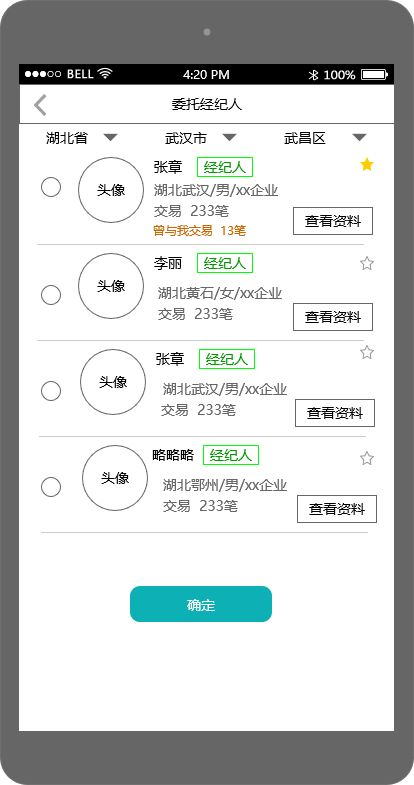 BELL 4:20 PM 100%
委托经纪人
湖北省 武汉市 武昌区
头像
张章 经纪人
湖北武汉/男/xx企业
交易 233笔
曾与我交易 13笔
查看资料
头像
李丽 经纪人
湖北黄石/女/xx企业
交易 233笔
查看资料
头像
张章 经纪人
湖北武汉/男/xx企业
交易 233笔
查看资料
头像
略略略 经纪人
湖北鄂州/男/xx企业
交易 233笔
查看资料
确定